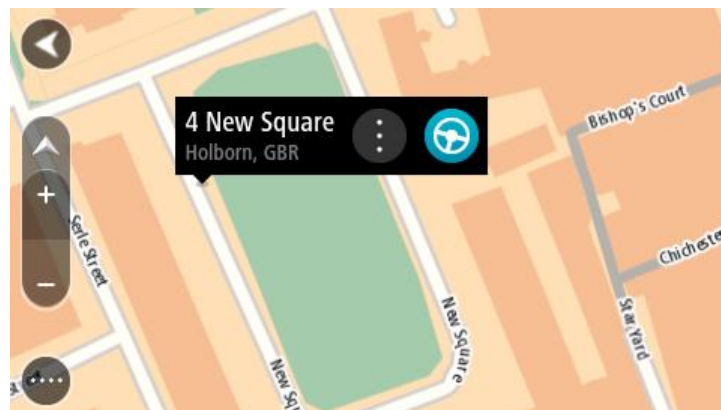 4 New Square
Holborn, GBR
Bishop's Court
Serle Street
Chicheste
New Square
Star Yard
New Sq